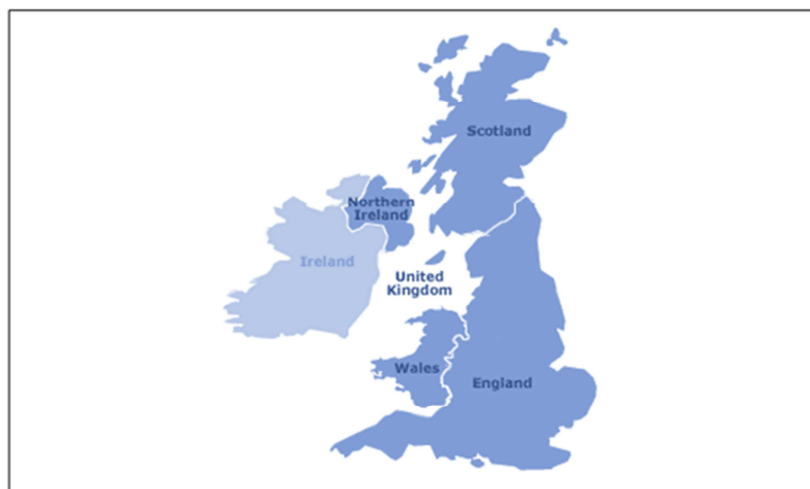 Scotland
Northern
Ireland
Ireland
United
Kingdom
Wales
England